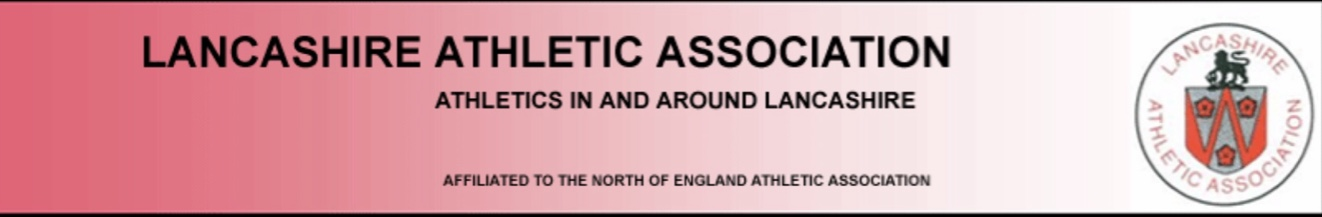 LANCASHIRE ATHLETIC ASSOCIATION
ATHLETICS IN AND AROUND LANCASHIRE
AFFILIATED TO THE NORTH OF ENGLAND ATHLETIC ASSOCIATION
LANCASHIRE
ATHLETIC ASSOCIATION